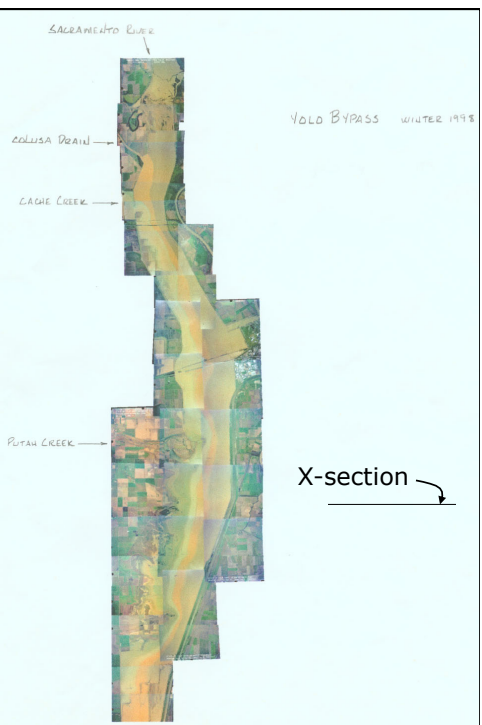 SACRAMENTO RIVER
YOLO BYPASS WINTER 1998
COLUSA DRAIN
CACHE CREEK
PUTAH CREEK
X-section